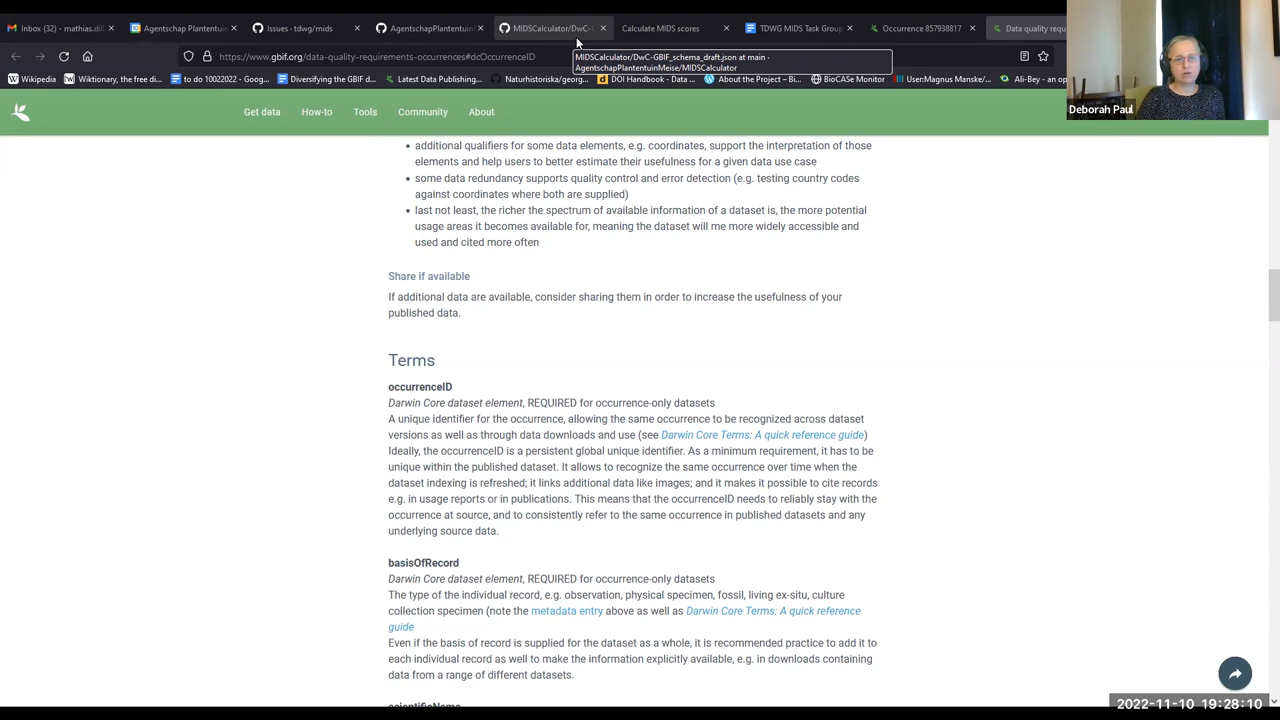 Inbox (32) - mathias.dil
Agentschap Plantentuin
Issues · tdwg/mids
AgentschapPlantentuin
MIDSCalculator/DwC-G
Calculate MIDS scores
TDWG MIDS Task Group
Occurrence 857938817
Data quality requ
https://www.gbif.org/data-quality-requirements-occurrences#dcOccurrenceID
MIDSCalculator/DwC-GBIF_schema_draft.json at main ·
AgentschapPlantentuinMeise/MIDSCalculator
Wikipedia
Wiktionary, the free di...
to do 10022022 - Goo...
Diversifying the GBIF d...
Latest Data Publishing...
Naturhistoriska/georg...
DOI Handbook - Data ...
About the Project – Bi...
BioCASe Monitor
User:Magnus Manske/...
Ali-Bey - up and runni...
Deborah Paul
Get data
How-to
Tools
Community
About
additional qualifiers for some data elements, e.g. coordinates, support the interpretation of those
elements and help users to better estimate their usefulness for a given data use case
some data redundancy supports quality control and error detection (e.g. testing country codes
against coordinates where both are supplied)
last not least, the richer the spectrum of available information of a dataset is, the more potential
usage areas it becomes available for, meaning the dataset will me more widely accessible and
used and cited more often
Share if available
If additional data are available, consider sharing them in order to increase the usefulness of your
published data.
Terms
occurrenceID
Darwin Core dataset element, REQUIRED for occurrence-only datasets
A unique identifier for the occurrence, allowing the same occurrence to be recognized across dataset
versions as well as through data downloads and use (see Darwin Core Terms: A quick reference guide)
Ideally, the occurrenceID is a persistent global unique identifier. As a minimum requirement, it has to be
unique within the published dataset. It allows to recognize the same occurrence over time when the
dataset indexing is refreshed; it links additional data like images; and it makes it possible to cite records
e.g. in usage reports or in publications. This means that the occurrenceID needs to reliably stay with the
occurrence at source, and to consistently refer to the same occurrence in published datasets and any
underlying source data.
basisOfRecord
Darwin Core dataset element, REQUIRED for occurrence-only datasets
The type of the individual record, e.g. observation, physical specimen, fossil, living ex-situ, culture
collection specimen (note the metadata entry above as well as Darwin Core Terms: A quick reference
guide
Even if the basis of record is supplied for the dataset as a whole, it is recommended practice to add it to
each individual record as well to make the information explicitly available, e.g. in downloads containing
data from a range of different datasets.
scientificName
2022-11-10 19:28:10